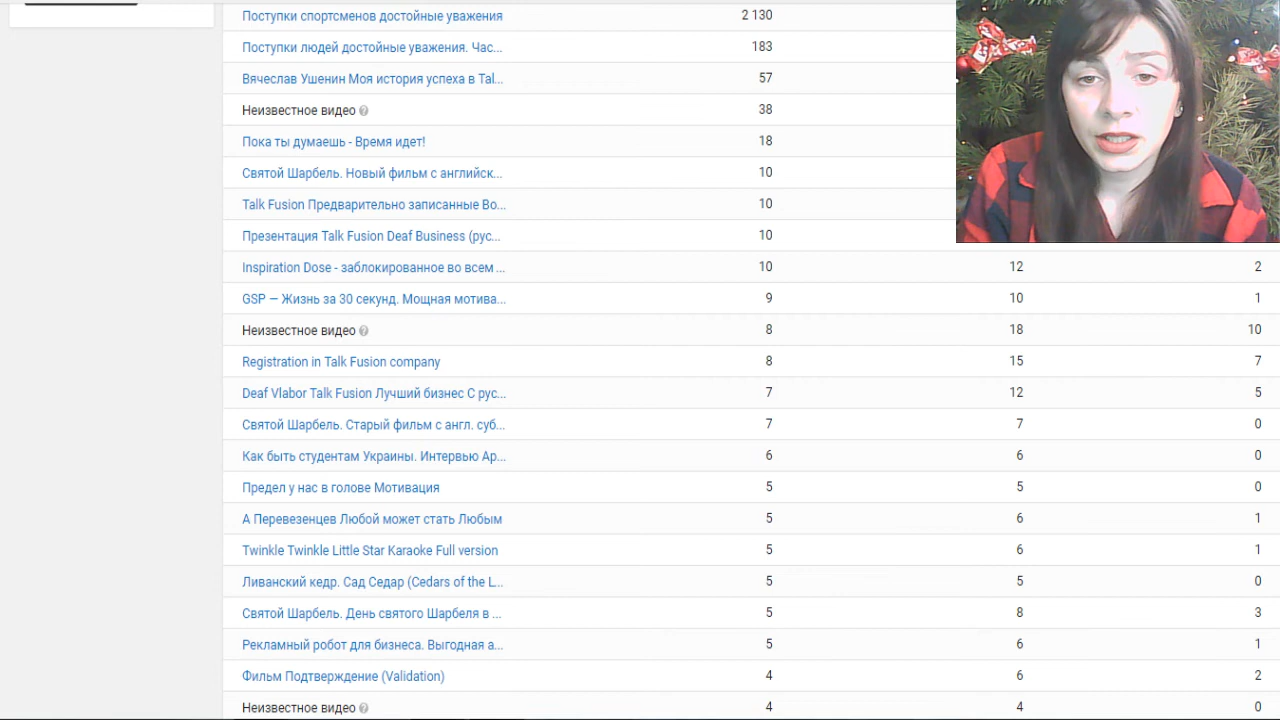 Поступки спортсменов достойные уважения 2 130
Поступки людей достойные уважения. Час... 183
Вячеслав Ушенин Моя история успеха в Tal... 57
Неизвестное видео ? 38
Пока ты думаешь - Время идет! 18
Святой Шарбель. Новый фильм с английск... 10
Talk Fusion Предварительно записанные Во... 10
Презентация Talk Fusion Deaf Business (рус... 10
Inspiration Dose - заблокированное во всем ... 10 12 2
GSP — Жизнь за 30 секунд. Мощная мотива... 9 10 1
Неизвестное видео ? 8 18 10
Registration in Talk Fusion company 8 15 7
Deaf Vlabor Talk Fusion Лучший бизнес С рус... 7 12 5
Святой Шарбель. Старый фильм с англ. суб... 7 7 0
Как быть студентам Украины. Интервью Ар... 6 6 0
Предел у нас в голове Мотивация 5 5 0
А Перевезенцев Любой может стать Любым 5 6 1
Twinkle Twinkle Little Star Karaoke Full version 5 6 1
Ливанский кедр. Сад Седар (Cedars of the L... 5 5 0
Святой Шарбель. День святого Шарбеля в ... 5 8 3
Рекламный робот для бизнеса. Выгодная а... 5 6 1
Фильм Подтверждение (Validation) 4 6 2
Неизвестное видео ? 4 4 0